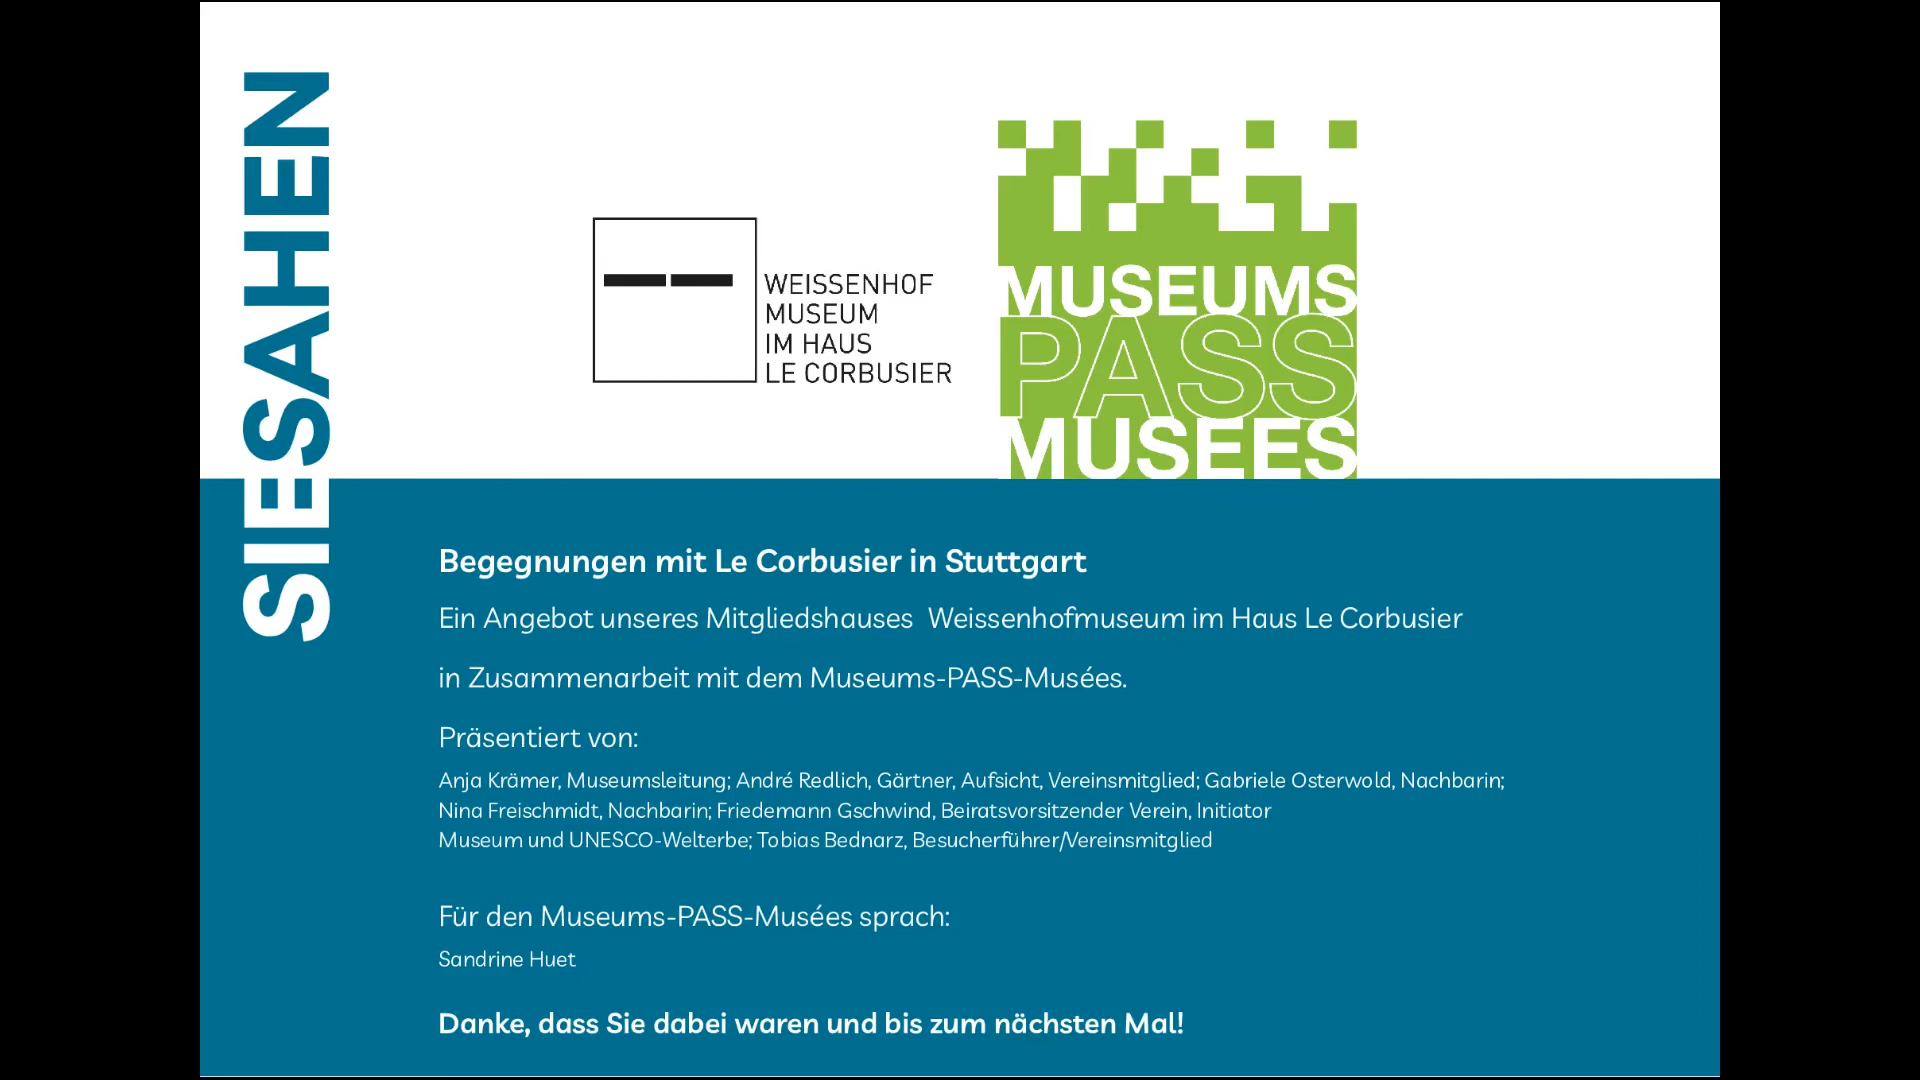 SIESAHEN
WEISSENHOF
MUSEUM
IM HAUS
LE CORBUSIER
MUSEUMS
PASS
MUSEES
Begegnungen mit Le Corbusier in Stuttgart
Ein Angebot unseres Mitgliedshauses Weissenhofmuseum im Haus Le Corbusier
in Zusammenarbeit mit dem Museums-PASS-Musées.
Präsentiert von:
Anja Krämer, Museumsleitung; André Redlich, Gärtner, Aufsicht, Vereinsmitglied; Gabriele Osterwold, Nachbarin;
Nina Freischmidt, Nachbarin; Friedemann Gschwind, Beiratsvorsitzender Verein, Initiator
Museum und UNESCO-Welterbe; Tobias Bednarz, Besucherführer/Vereinsmitglied
Für den Museums-PASS-Musées sprach:
Sandrine Huet
Danke, dass Sie dabei waren und bis zum nächsten Mal!